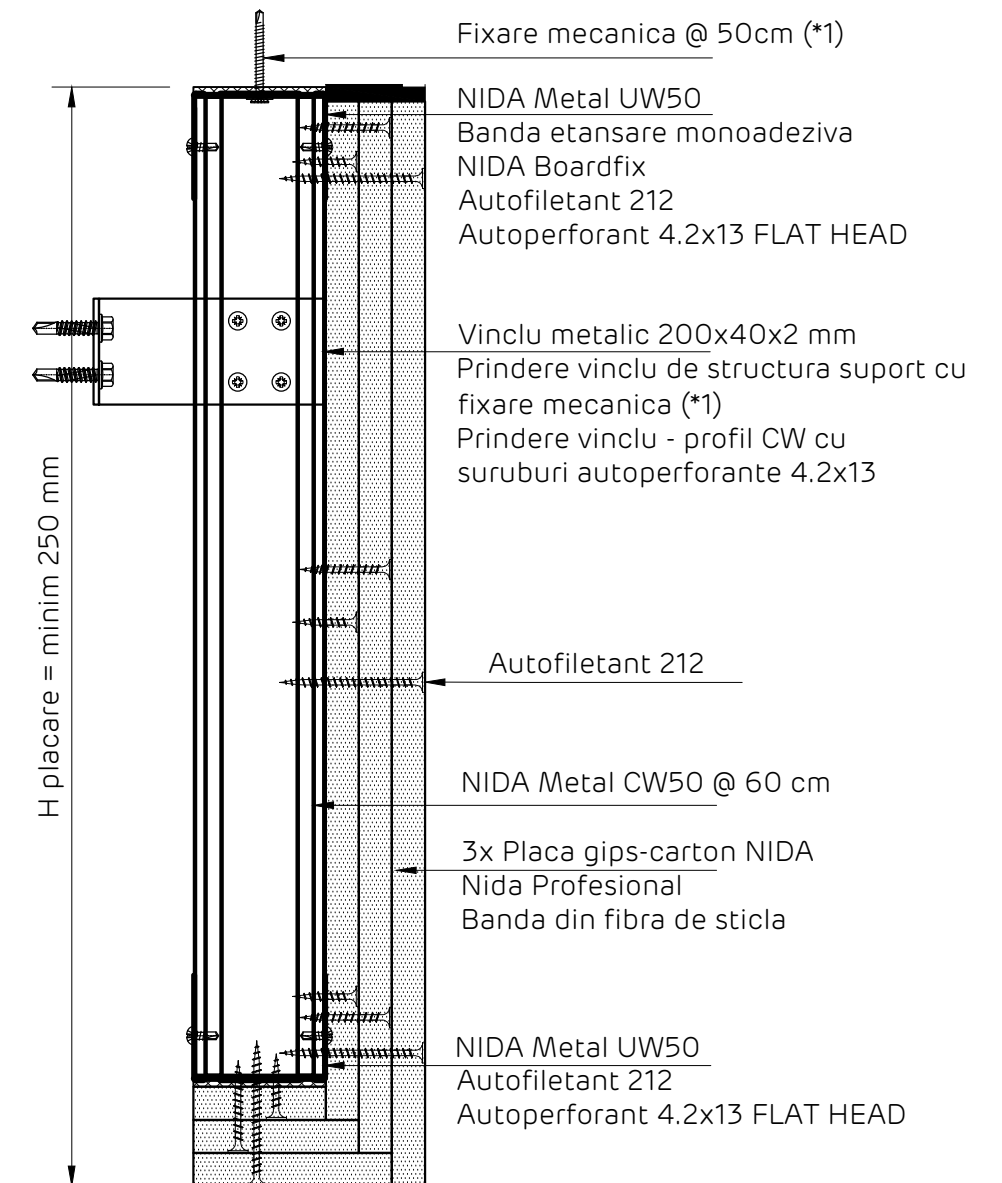 Fixare mecanica @ 50cm (*1)
NIDA Metal UW50
Banda etansare monoadeziva
NIDA Boardfix
Autofiletant 212
Autoperforant 4.2x13 FLAT HEAD
Vinclu metalic 200x40x2 mm
Prindere vinclu de structura suport cu
fixare mecanica (*1)
Prindere vinclu - profil CW cu
suruburi autoperforante 4.2x13
H placare = minim 250 mm
Autofiletant 212
NIDA Metal CW50 @ 60 cm
3x Placa gips-carton NIDA
Nida Profesional
Banda din fibra de sticla
NIDA Metal UW50
Autofiletant 212
Autoperforant 4.2x13 FLAT HEAD